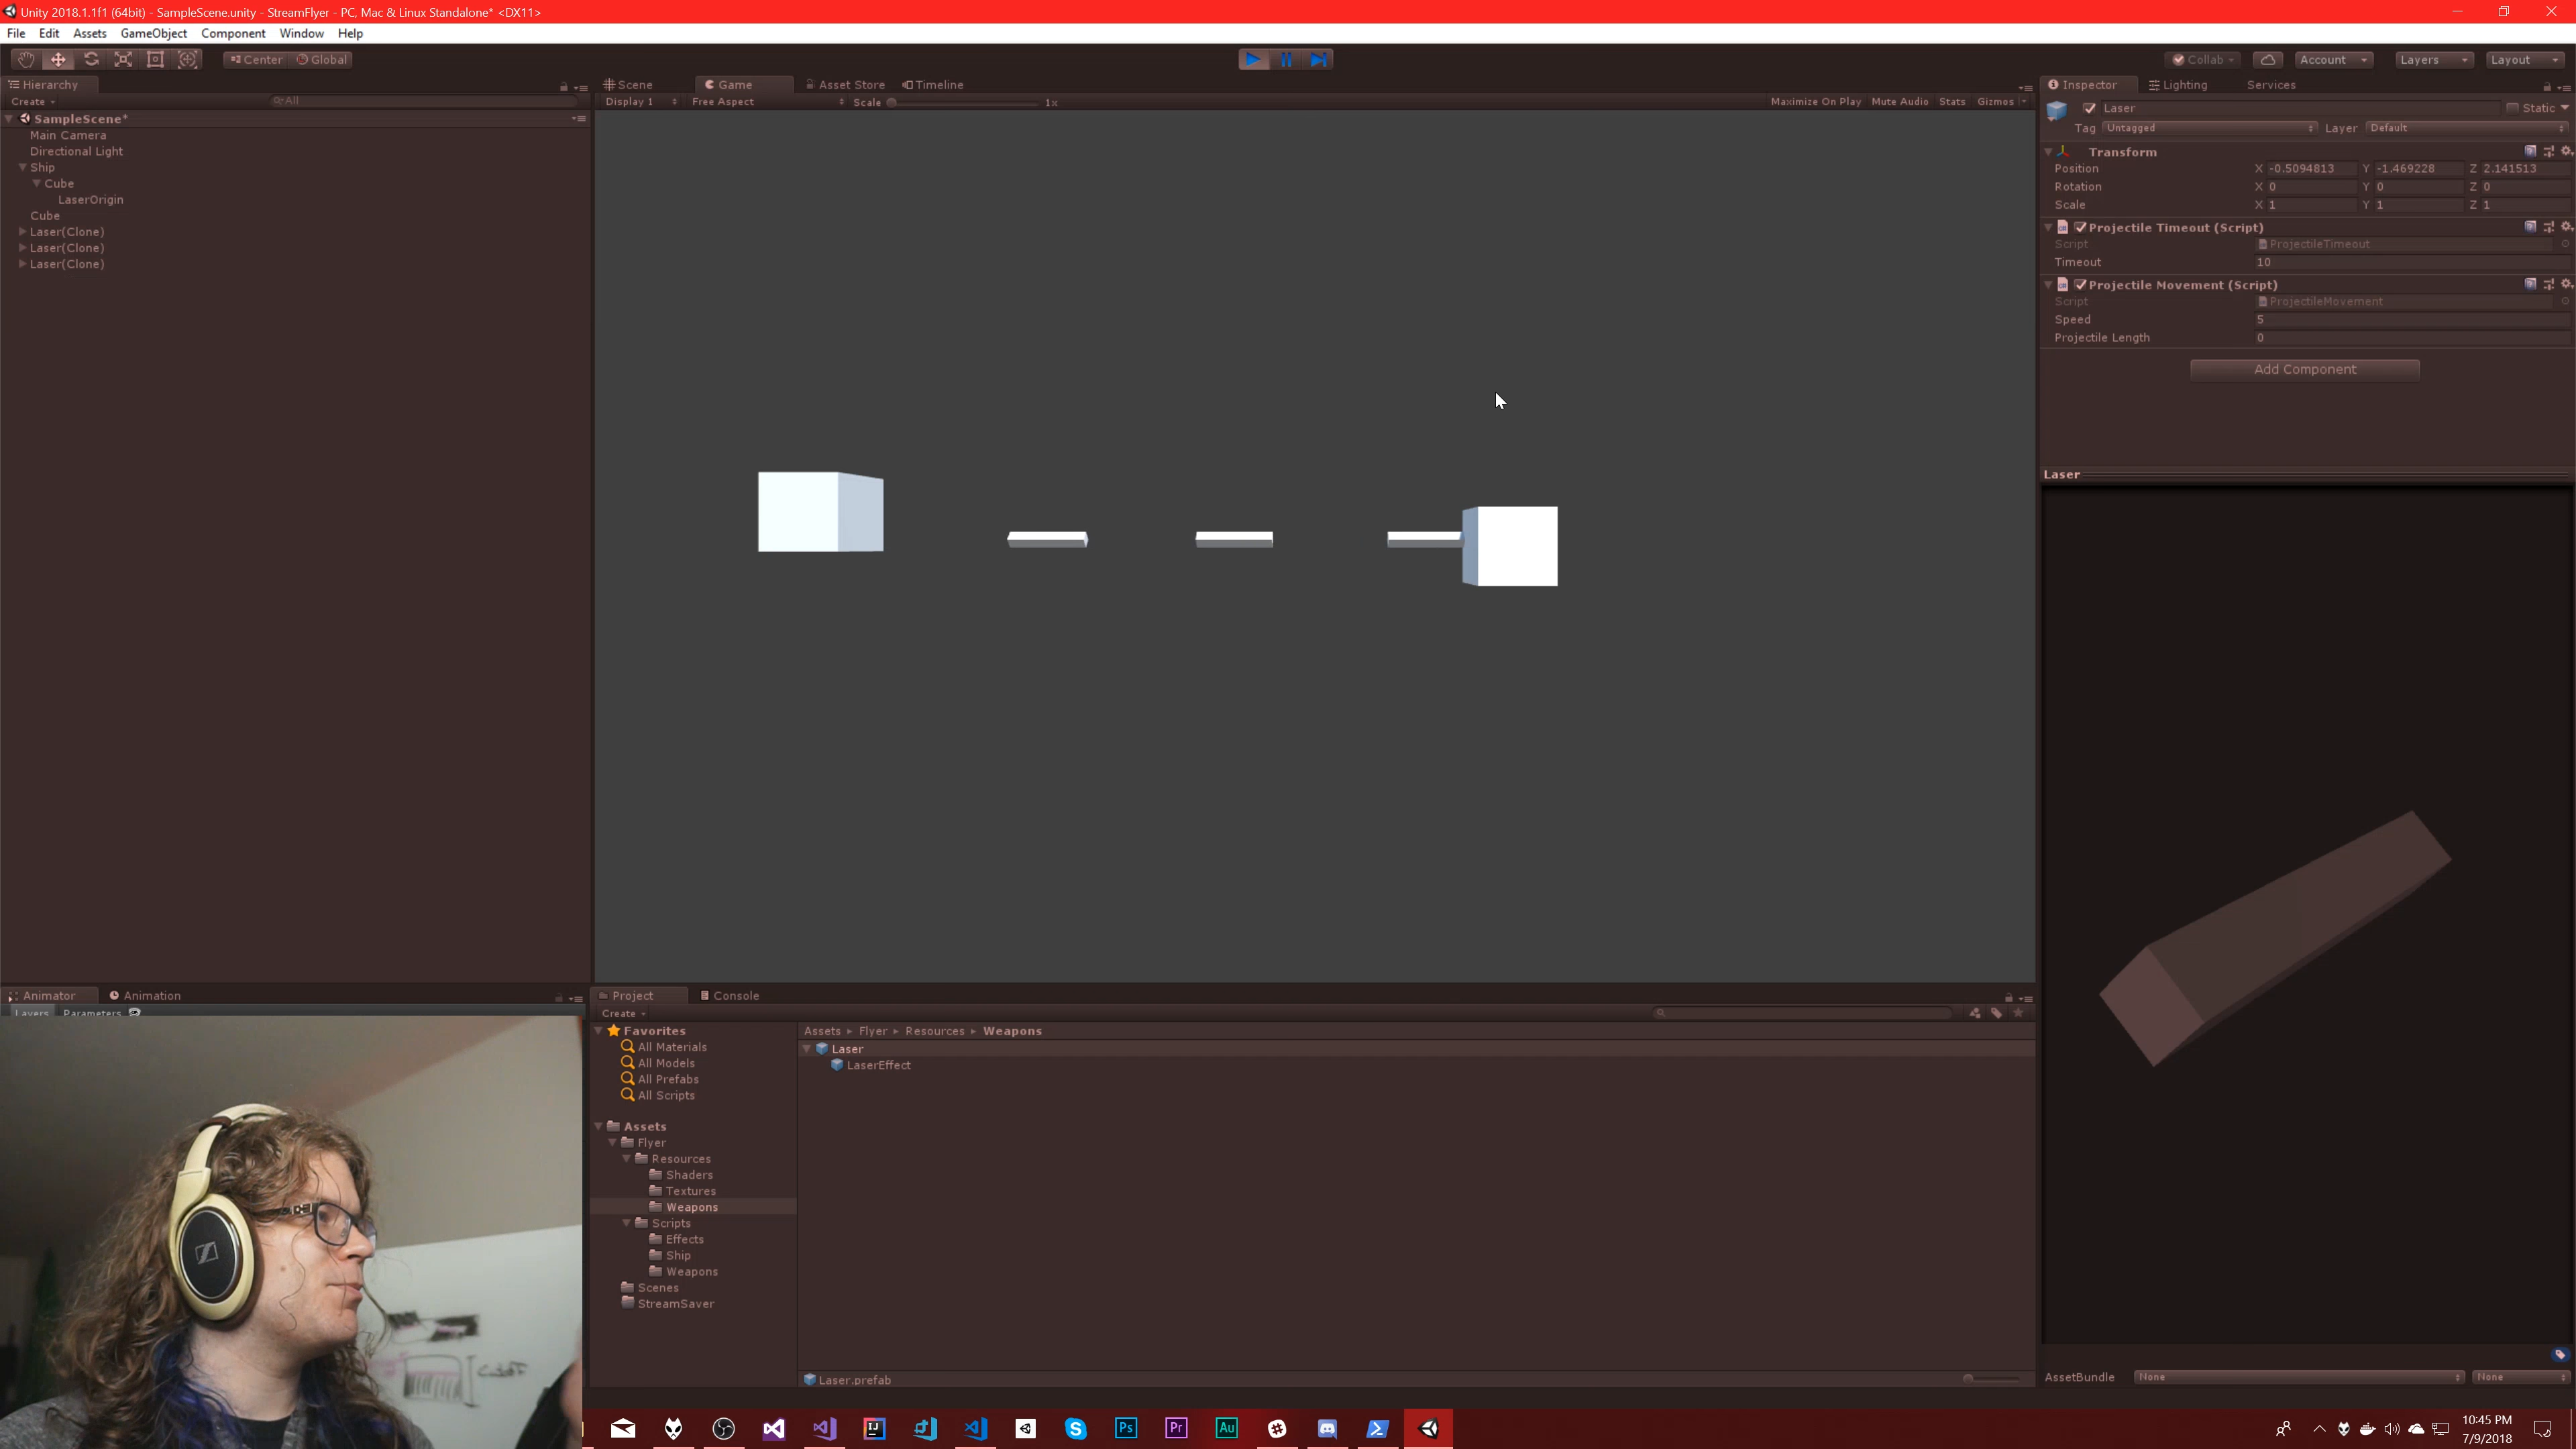 Unity 2018.1.1f1 (64bit) - SampleScene.unity - StreamFlyer - PC, Mac & Linux Standalone* <DX11>
File Edit Assets GameObject Component Window Help
Center Global
Collab Account Layers Layout
Hierarchy
Create All
SampleScene*
Main Camera
Directional Light
Ship
Cube
LaserOrigin
Cube
Laser(Clone)
Laser(Clone)
Laser(Clone)
Scene Game Asset Store Timeline
Display 1 Free Aspect Scale 1x Maximize On Play Mute Audio Stats Gizmos
Inspector Lighting Services
Laser Static
Tag Untagged Layer Default
Transform
Position X -0.5094813 Y -1.469228 Z 2.141513
Rotation X 0 Y 0 Z 0
Scale X 1 Y 1 Z 1
Projectile Timeout (Script)
Script ProjectileTimeout
Timeout 10
Projectile Movement (Script)
Script ProjectileMovement
Speed 5
Projectile Length 0
Add Component
Laser
AssetBundle None None
Animator Animation
Layers Parameters
Project Console
Create
Favorites
All Materials
All Models
All Prefabs
All Scripts
Assets
Flyer
Resources
Shaders
Textures
Weapons
Scripts
Effects
Ship
Weapons
Scenes
StreamSaver
Assets Flyer Resources Weapons
Laser
LaserEffect
Laser.prefab
IJ Ps Pr Au
10:45 PM
7/9/2018